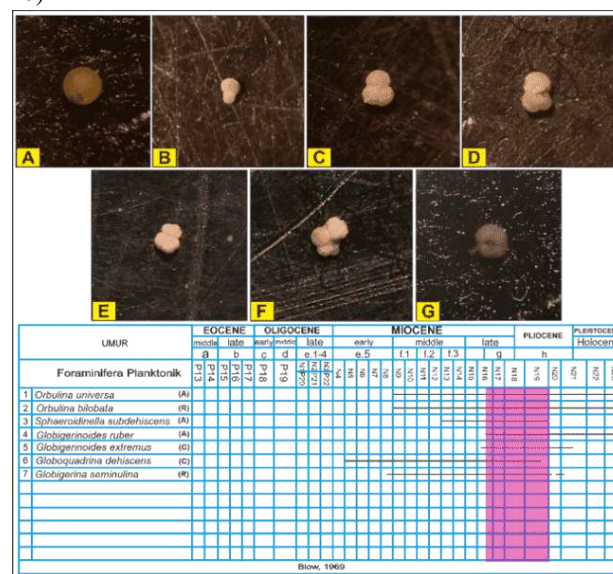 A B C D
E F G
UMUR EOCENE OLIGOCENE MIOCENE PLIOCENE PLEISTOCENE
middle late early middle late early middle late Holocen
a b c d e.1-4 e.5 f.1 f.2 f.3 g h
Foraminifera Planktonik P13 P14 P15 P16 P17 P18 P19 N4 N5 N6 N7 N8 N9 N10 N11 N12 N13 N14 N15 N16 N17 N18 N19 N20 N21 N22
1 Orbulina universa (A)
2 Orbulina bilobata (R)
3 Sphaeroidinella subdehiscens (A)
4 Globigerinoides ruber (A)
5 Globigerinoides extremus (C)
6 Globoquadrina dehiscens (C)
7 Globigerina seminulina (R)
Blow, 1969